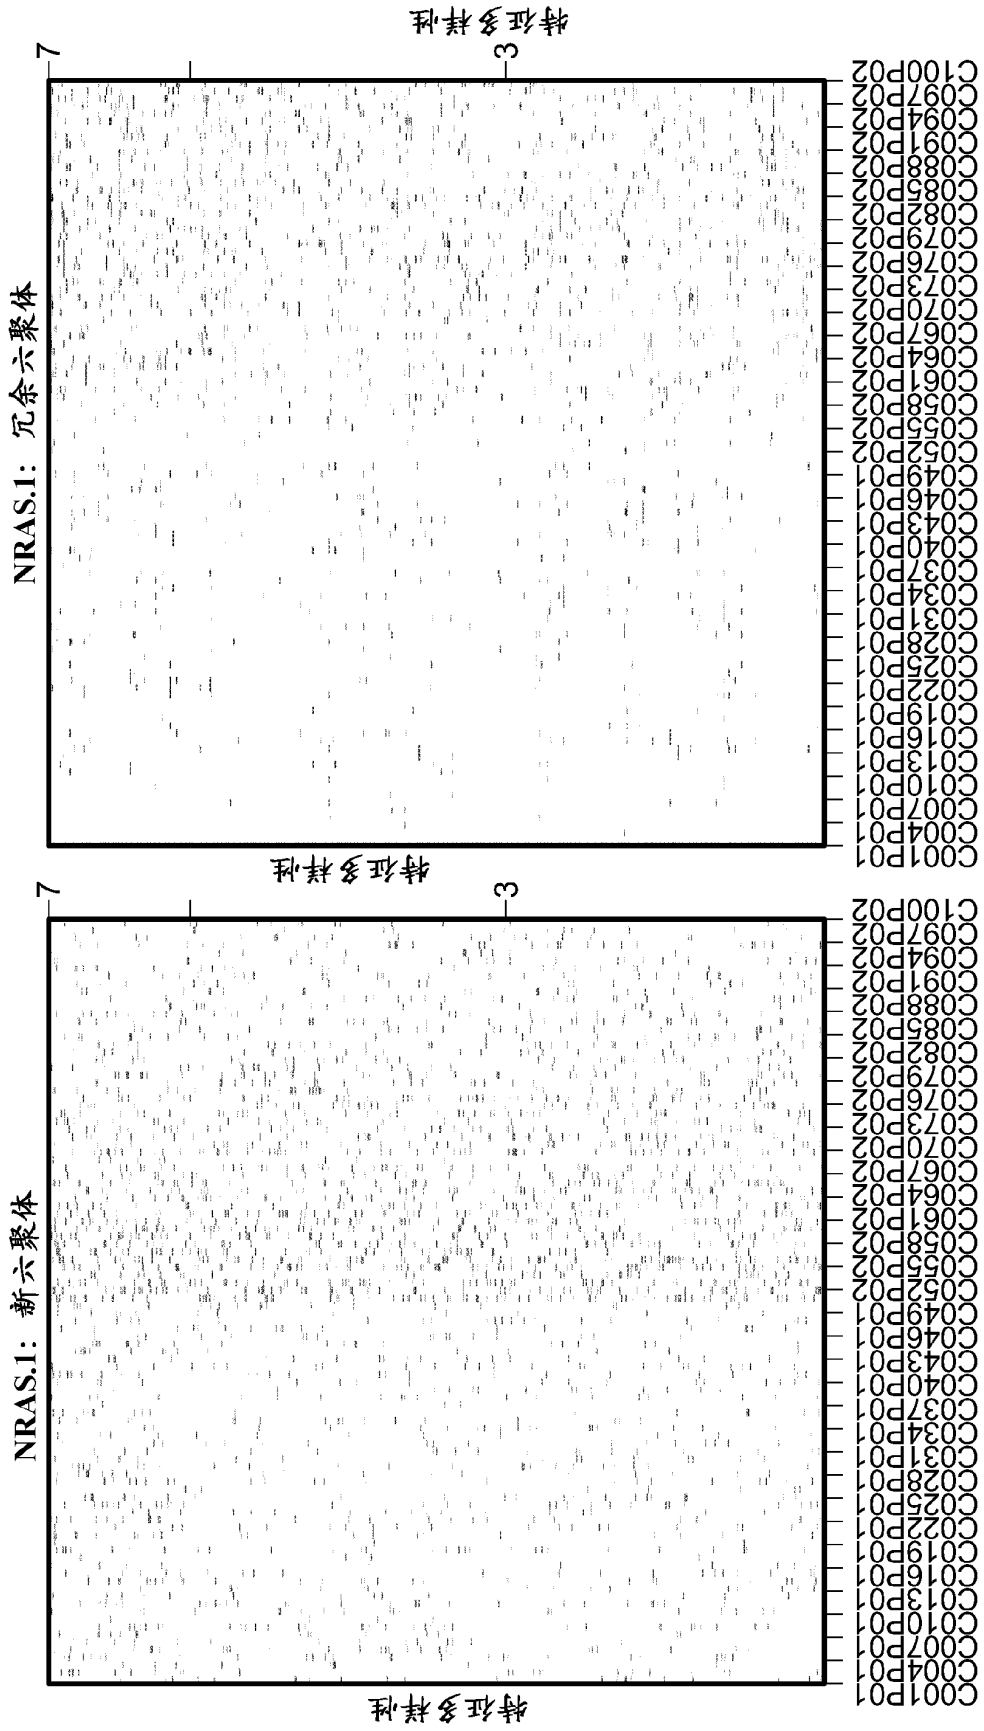 NRAS.1: 新六聚体
特征多样性
7
3
C001P01
C004P01
C007P01
C010P01
C013P01
C016P01
C019P01
C022P01
C025P01
C028P01
C031P01
C034P01
C037P01
C040P01
C043P01
C046P01
C049P01
C052P02
C055P02
C058P02
C061P02
C064P02
C067P02
C070P02
C073P02
C076P02
C079P02
C082P02
C085P02
C088P02
C091P02
C094P02
C097P02
C100P02
NRAS.1: 冗余六聚体
特征多样性
7
3
特征多样性
C001P01
C004P01
C007P01
C010P01
C013P01
C016P01
C019P01
C022P01
C025P01
C028P01
C031P01
C034P01
C037P01
C040P01
C043P01
C046P01
C049P01
C052P02
C055P02
C058P02
C061P02
C064P02
C067P02
C070P02
C073P02
C076P02
C079P02
C082P02
C085P02
C088P02
C091P02
C094P02
C097P02
C100P02